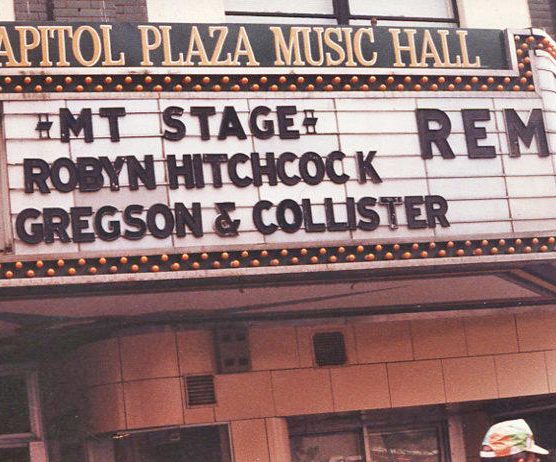 APITOL PLAZA MUSIC HALL
=MT STAGE= REM
ROBYN HITCHCOCK
GREGSON & COLLISTER